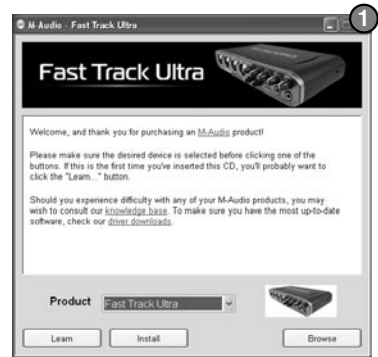 M-Audio - Fast Track Ultra
1
Fast Track Ultra
Welcome, and thank you for purchasing an M-Audio product!
Please make sure the desired device is selected before clicking one of the
buttons. If this is the first time you've inserted this CD, you'll probably want to
click the "Learn..." button.
Should you experience difficulty with any of your M-Audio products, you may
wish to consult our knowledge base. To make sure you have the most up-to-date
software, check our driver downloads.
Product Fast Track Ultra
Learn Install Browse